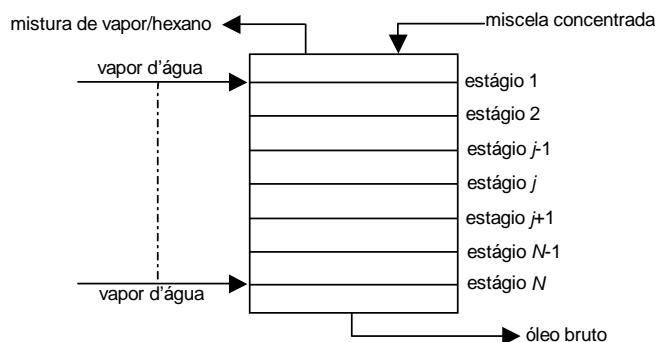 mistura de vapor/hexano
miscela concentrada
vapor d'água
estágio 1
estágio 2
estágio j-1
estágio j
estagio j+1
estágio N-1
estágio N
vapor d'água
óleo bruto